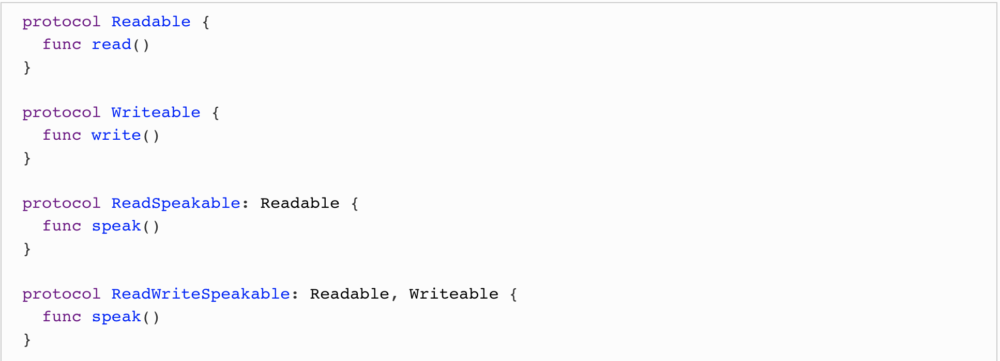 protocol Readable {
  func read()
}

protocol Writeable {
  func write()
}

protocol ReadSpeakable: Readable {
  func speak()
}

protocol ReadWriteSpeakable: Readable, Writeable {
  func speak()
}